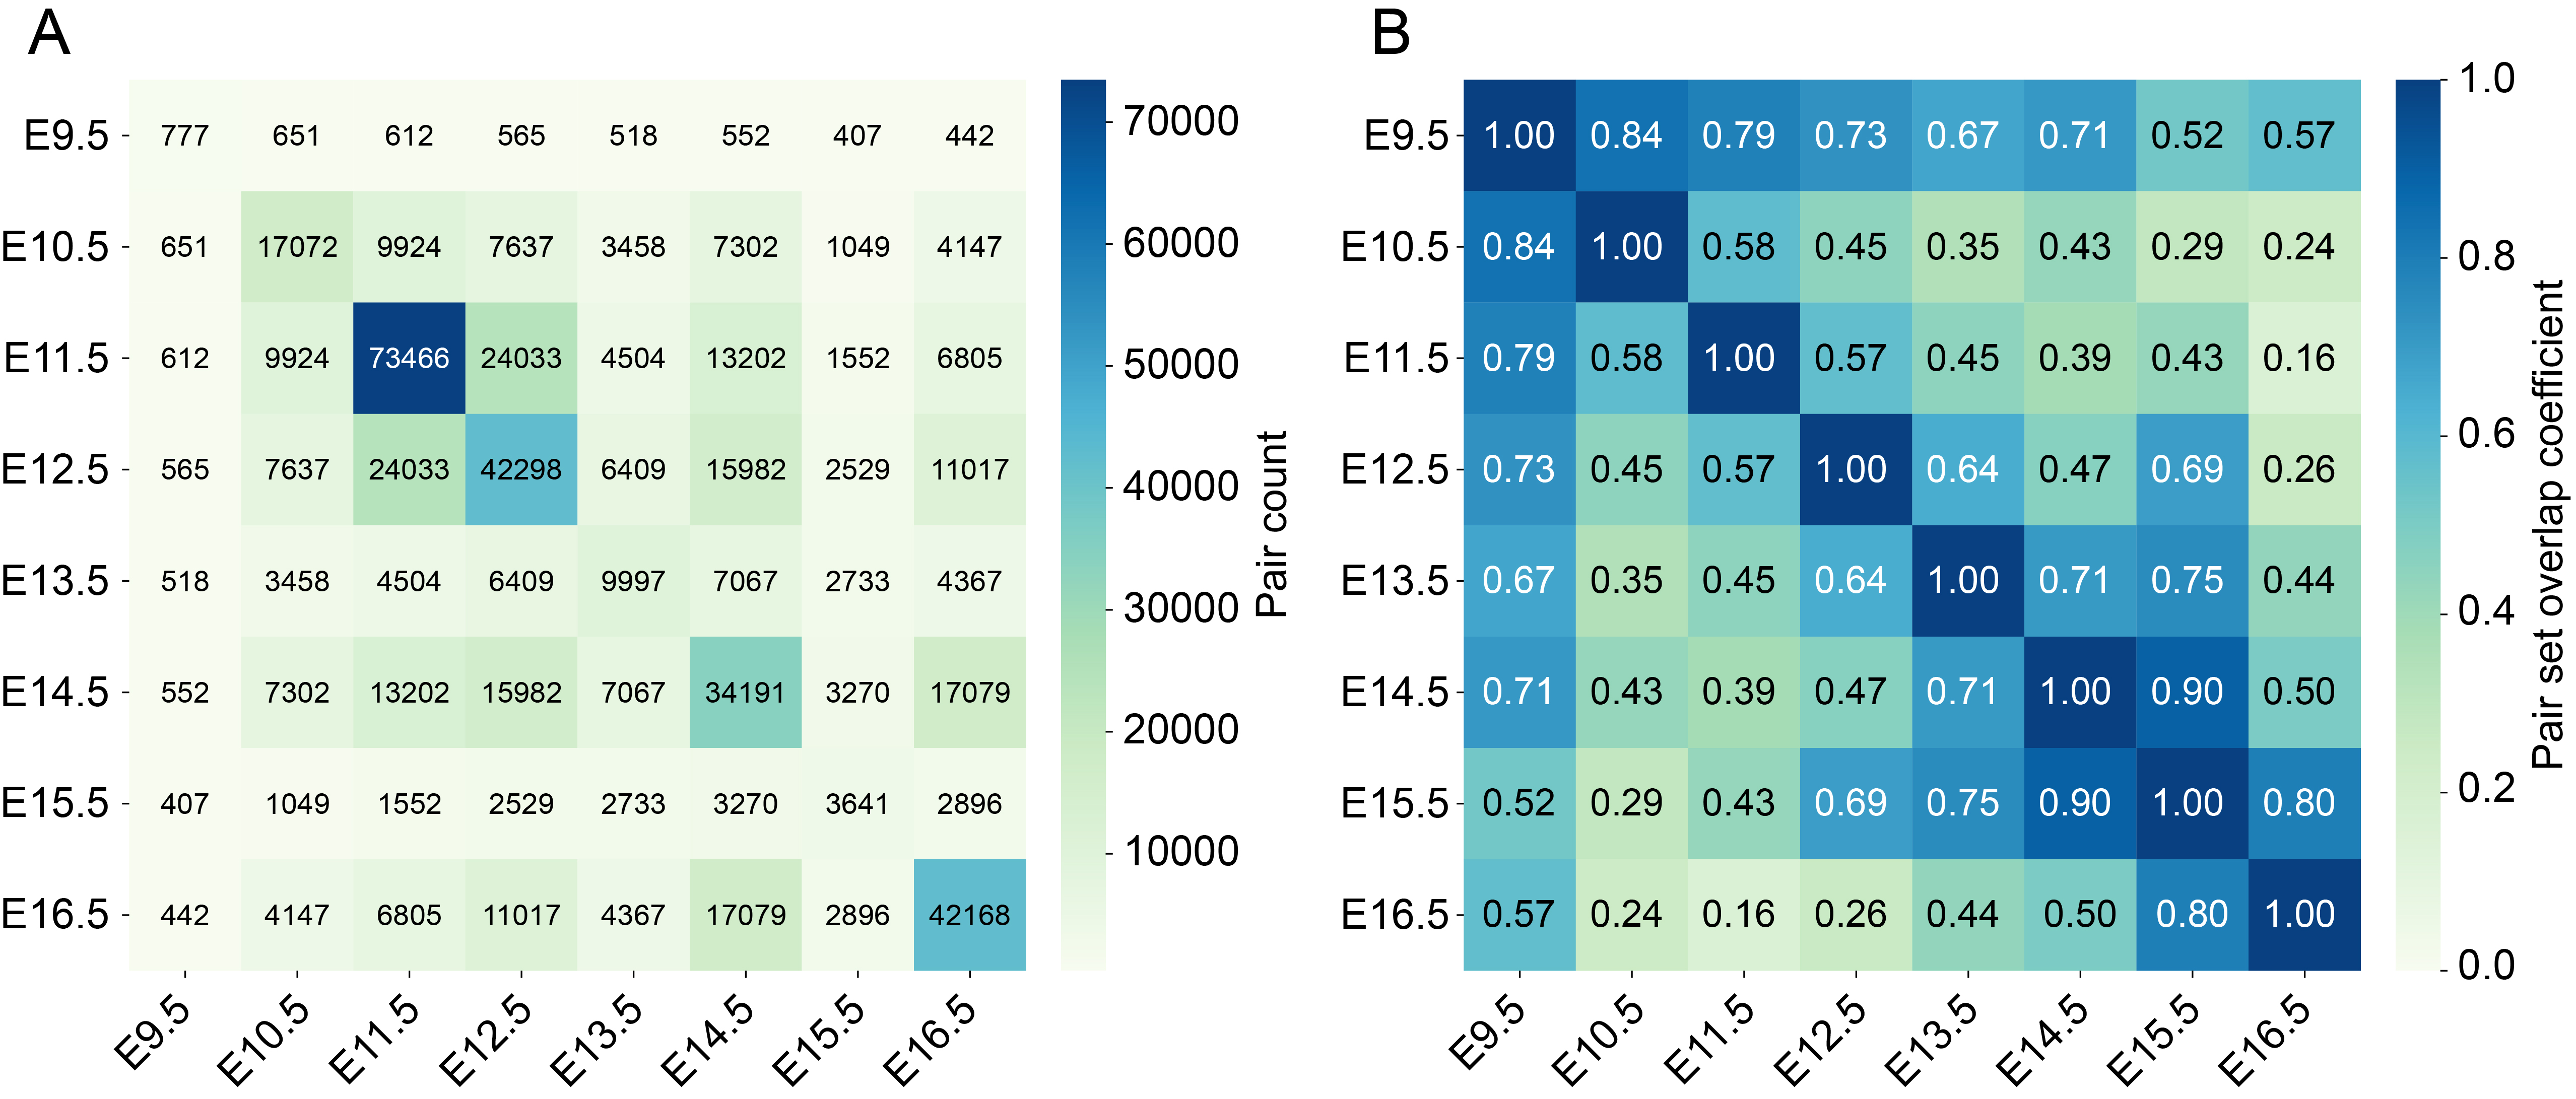 A
E9.5 777 651 612 565 518 552 407 442
E10.5 651 17072 9924 7637 3458 7302 1049 4147
E11.5 612 9924 73466 24033 4504 13202 1552 6805
E12.5 565 7637 24033 42298 6409 15982 2529 11017
E13.5 518 3458 4504 6409 9997 7067 2733 4367
E14.5 552 7302 13202 15982 7067 34191 3270 17079
E15.5 407 1049 1552 2529 2733 3270 3641 2896
E16.5 442 4147 6805 11017 4367 17079 2896 42168
E9.5 E10.5 E11.5 E12.5 E13.5 E14.5 E15.5 E16.5
70000
60000
50000
40000
30000
20000
10000
Pair count
B
E9.5 1.00 0.84 0.79 0.73 0.67 0.71 0.52 0.57
E10.5 0.84 1.00 0.58 0.45 0.35 0.43 0.29 0.24
E11.5 0.79 0.58 1.00 0.57 0.45 0.39 0.43 0.16
E12.5 0.73 0.45 0.57 1.00 0.64 0.47 0.69 0.26
E13.5 0.67 0.35 0.45 0.64 1.00 0.71 0.75 0.44
E14.5 0.71 0.43 0.39 0.47 0.71 1.00 0.90 0.50
E15.5 0.52 0.29 0.43 0.69 0.75 0.90 1.00 0.80
E16.5 0.57 0.24 0.16 0.26 0.44 0.50 0.80 1.00
E9.5 E10.5 E11.5 E12.5 E13.5 E14.5 E15.5 E16.5
1.0
0.8
0.6
0.4
0.2
0.0
Pair set overlap coefficient